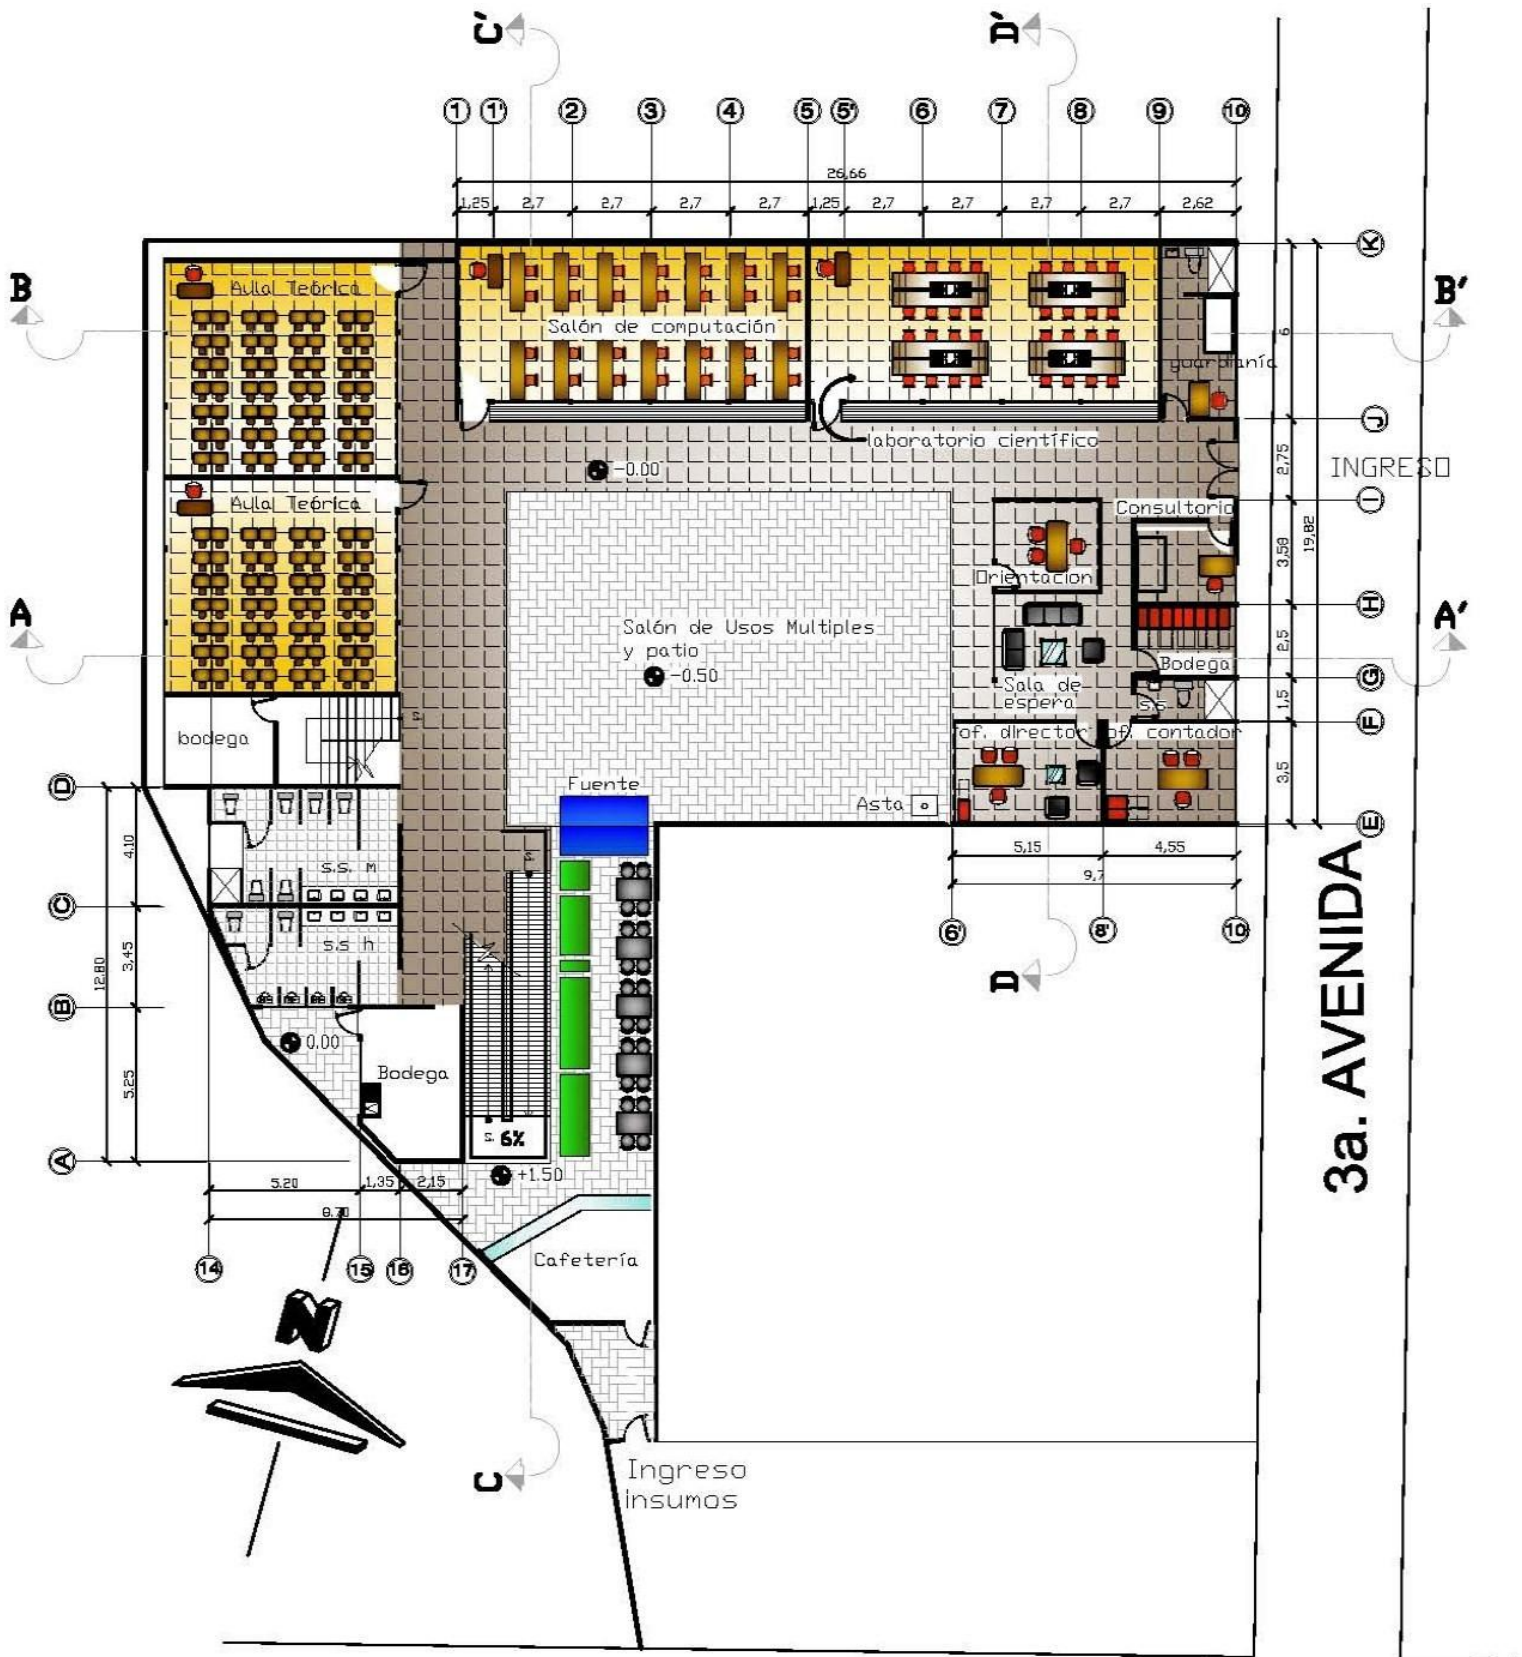 C' D'
1 1' 2 3 4 5 5' 6 7 8 9 10
26,66
1,25 2,7 2,7 2,7 2,7 1,25 2,7 2,7 2,7 2,7 2,62
K
B
B'
Aula Teórica
Salón de computación
6
guardianía
J
laboratorio científico
-0.00
2,75
INGRESO
I
Aula Teórica
Consultorio
3,50
19,82
Orientacion
H
A
A'
Salón de Usos Multiples
y patio
-0.50
2,5
Bodega
G
Sala de
espera
s.s
1,5
F
bodega
s
of. director
of. contador
3,5
D
Fuente
Asta
E
4.10
s.s. m
s
5,15 4,55
9,7
C
3.45
12.80
s.s h
6' 8' 10
D
B
0.00
5.25
Bodega
s. 6%
A
+1.50
5.20 1,35 2,15
8.70
14 15 16 17
Cafetería
3a. AVENIDA
N
C
Ingreso
insumos